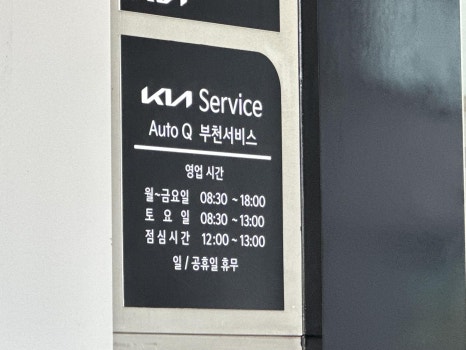 KIA Service
Auto Q 부천서비스
영업 시간
월~금요일 08:30 ~ 18:00
토 요 일 08:30 ~ 13:00
점심시간 12:00 ~ 13:00
일 / 공휴일 휴무